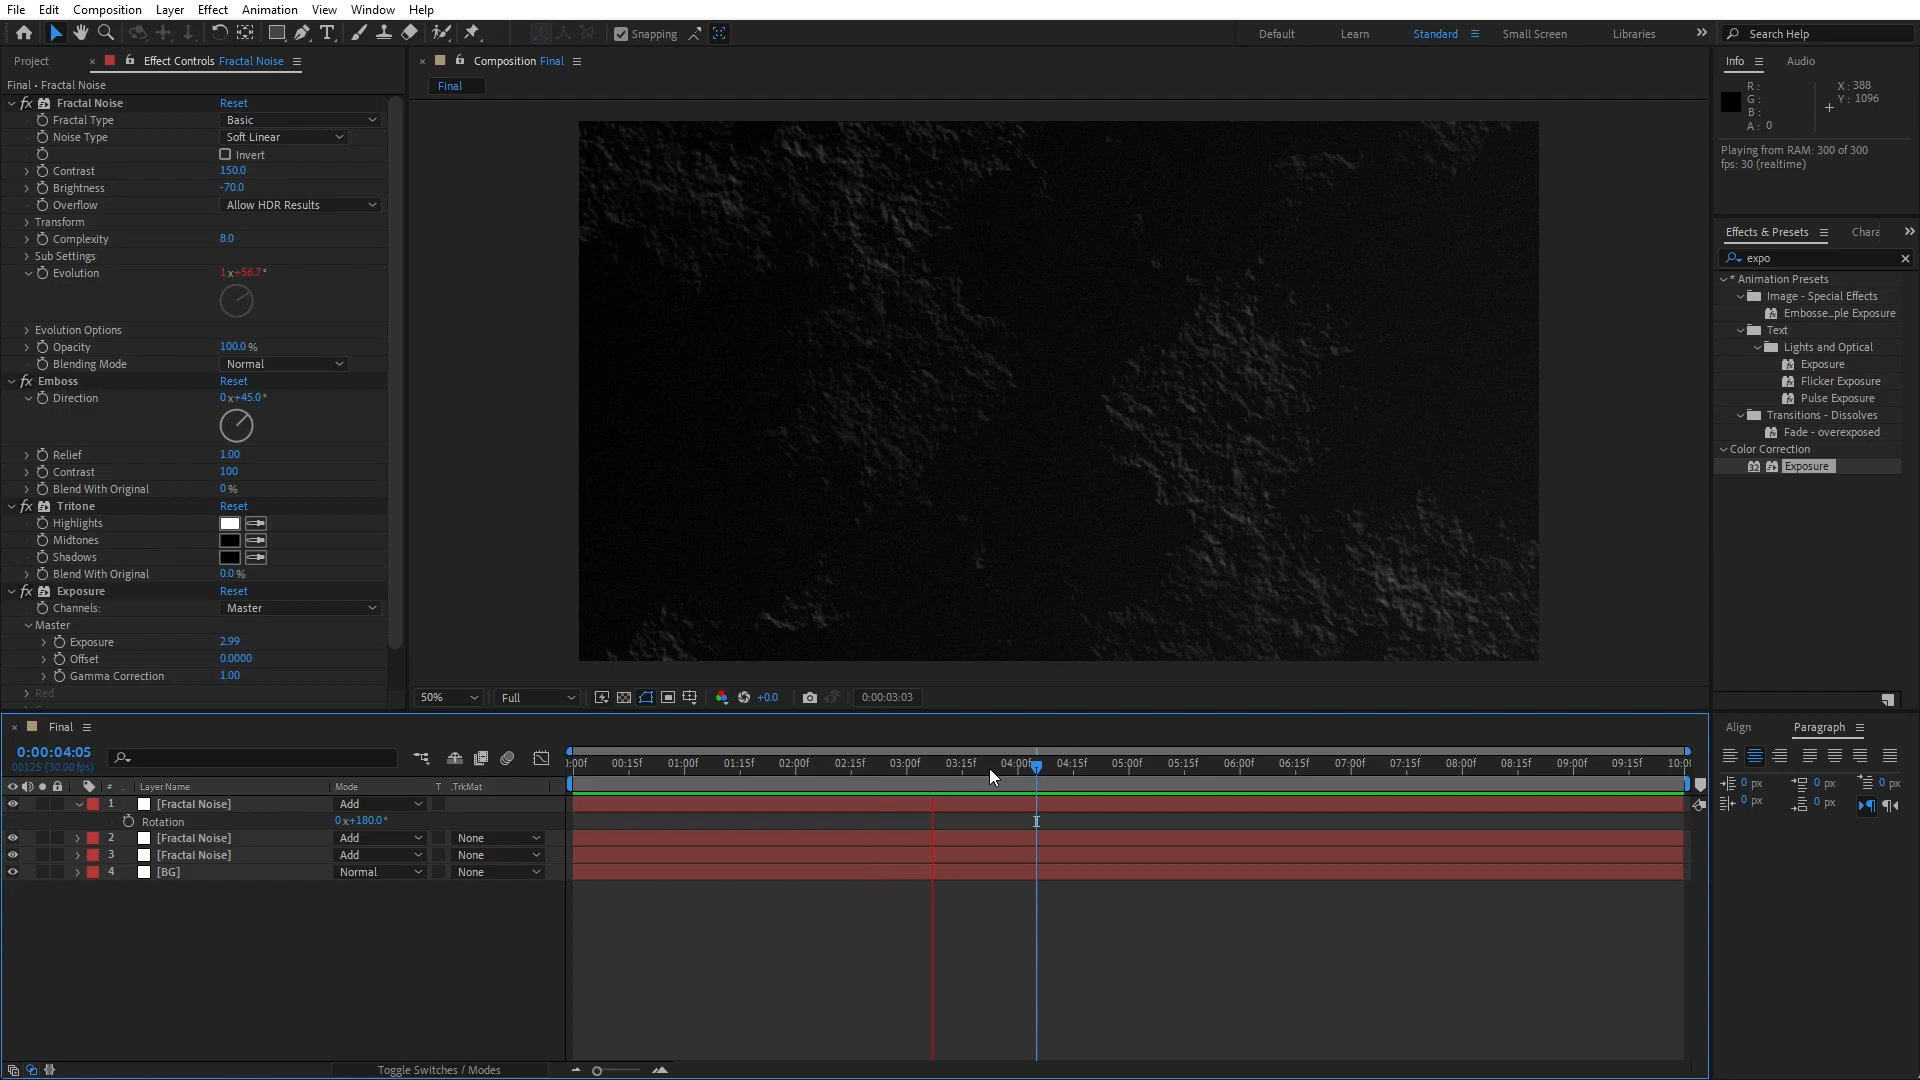 File Edit Composition Layer Effect Animation View Window Help
Snapping
Default Learn Standard Small Screen Libraries
Search Help
Project Effect Controls Fractal Noise
Composition Final
Info Audio
Final • Fractal Noise
Final
R :
G :
B :
A : 0
X : 388
Y : 1096
Playing from RAM: 300 of 300
fps: 30 (realtime)
fx Fractal Noise Reset
Fractal Type Basic
Noise Type Soft Linear
Invert
Contrast 150.0
Brightness -70.0
Overflow Allow HDR Results
Transform
Complexity 8.0
Sub Settings
Evolution 1x+56.7°
Evolution Options
Opacity 100.0 %
Blending Mode Normal
fx Emboss Reset
Direction 0x+45.0°
Relief 1.00
Contrast 100
Blend With Original 0 %
fx Tritone Reset
Highlights
Midtones
Shadows
Blend With Original 0.0 %
fx Exposure Reset
Channels: Master
Master
Exposure 2.99
Offset 0.0000
Gamma Correction 1.00
Red
Effects & Presets Chara
expo
* Animation Presets
Image - Special Effects
Embosse...ple Exposure
Text
Lights and Optical
Exposure
Flicker Exposure
Pulse Exposure
Transitions - Dissolves
Fade - overexposed
Color Correction
32 Exposure
50% Full +0.0 0:00:03:03
Final
0:00:04:05
00125 (30.00 fps)
):00f 00:15f 01:00f 01:15f 02:00f 02:15f 03:00f 03:15f 04:00f 04:15f 05:00f 05:15f 06:00f 06:15f 07:00f 07:15f 08:00f 08:15f 09:00f 09:15f 10:00
# Layer Name Mode T .TrkMat
1 [Fractal Noise] Add
Rotation 0x+180.0°
2 [Fractal Noise] Add None
3 [Fractal Noise] Add None
4 [BG] Normal None
Toggle Switches / Modes
Align Paragraph
0 px 0 px 0 px
0 px 0 px